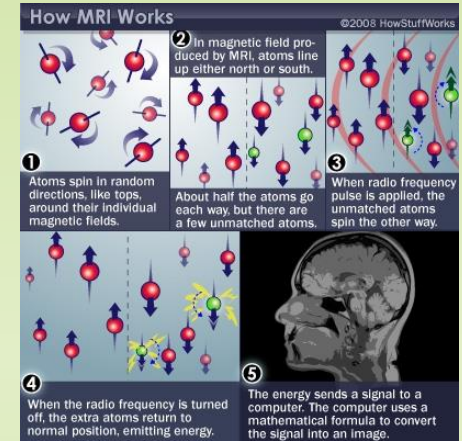 How MRI Works
©2008 HowStuffWorks
1
Atoms spin in random
directions, like tops,
around their individual
magnetic fields.
2 In magnetic field pro-
duced by MRI, atoms line
up either north or south.
About half the atoms go
each way, but there are
a few unmatched atoms.
3
When radio frequency
pulse is applied, the
unmatched atoms
spin the other way.
4
When the radio frequency is turned
off, the extra atoms return to
normal position, emitting energy.
5
The energy sends a signal to a
computer. The computer uses a
mathematical formula to convert
the signal into an image.